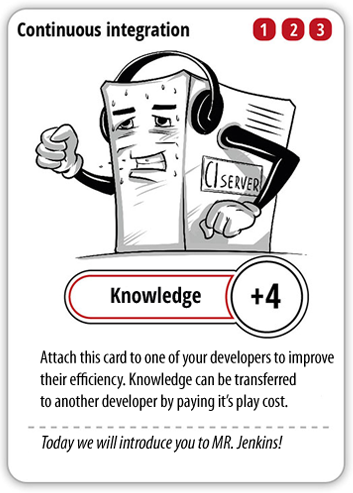 Continuous integration 1 2 3
CI SERVER
Knowledge +4
Attach this card to one of your developers to improve
their efficiency. Knowledge can be transferred
to another developer by paying it's play cost.
Today we will introduce you to MR. Jenkins!